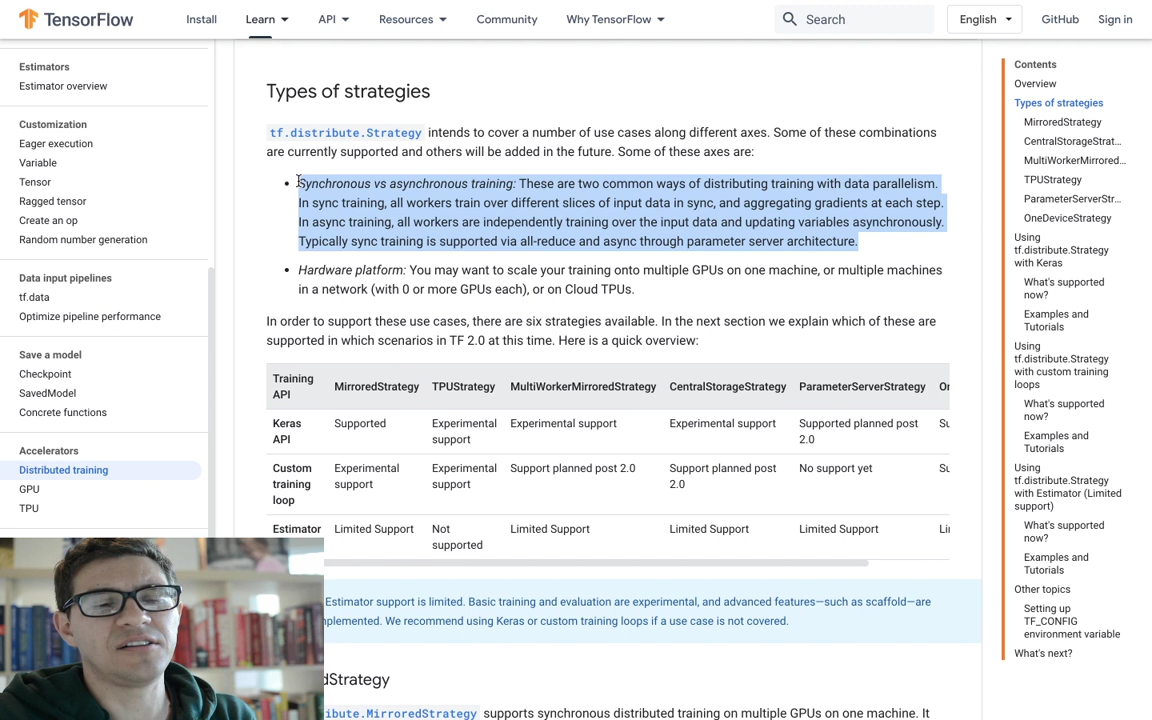 TensorFlow
Install
Learn
API
Resources
Community
Why TensorFlow
Search
English
GitHub
Sign in
Estimators
Estimator overview
Customization
Eager execution
Variable
Tensor
Ragged tensor
Create an op
Random number generation
Data input pipelines
tf.data
Optimize pipeline performance
Save a model
Checkpoint
SavedModel
Concrete functions
Accelerators
Distributed training
GPU
TPU
Types of strategies
tf.distribute.Strategy intends to cover a number of use cases along different axes. Some of these combinations
are currently supported and others will be added in the future. Some of these axes are:
• Synchronous vs asynchronous training: These are two common ways of distributing training with data parallelism.
In sync training, all workers train over different slices of input data in sync, and aggregating gradients at each step.
In async training, all workers are independently training over the input data and updating variables asynchronously.
Typically sync training is supported via all-reduce and async through parameter server architecture.
• Hardware platform: You may want to scale your training onto multiple GPUs on one machine, or multiple machines
in a network (with 0 or more GPUs each), or on Cloud TPUs.
In order to support these use cases, there are six strategies available. In the next section we explain which of these are
supported in which scenarios in TF 2.0 at this time. Here is a quick overview:
Training
API
MirroredStrategy
TPUStrategy
MultiWorkerMirroredStrategy
CentralStorageStrategy
ParameterServerStrategy
Keras
API
Supported
Experimental
support
Experimental support
Experimental support
Supported planned post
2.0
Custom
training
loop
Experimental
support
Experimental
support
Support planned post 2.0
Support planned post
2.0
No support yet
Estimator
Limited Support
Not
supported
Limited Support
Limited Support
Limited Support
Estimator support is limited. Basic training and evaluation are experimental, and advanced features—such as scaffold—are
plemented. We recommend using Keras or custom training loops if a use case is not covered.
dStrategy
ibute.MirroredStrategy supports synchronous distributed training on multiple GPUs on one machine. It
Contents
Overview
Types of strategies
MirroredStrategy
CentralStorageStrat...
MultiWorkerMirrored...
TPUStrategy
ParameterServerStr...
OneDeviceStrategy
Using
tf.distribute.Strategy
with Keras
What's supported
now?
Examples and
Tutorials
Using
tf.distribute.Strategy
with custom training
loops
What's supported
now?
Examples and
Tutorials
Using
tf.distribute.Strategy
with Estimator (Limited
support)
What's supported
now?
Examples and
Tutorials
Other topics
Setting up
TF_CONFIG
environment variable
What's next?